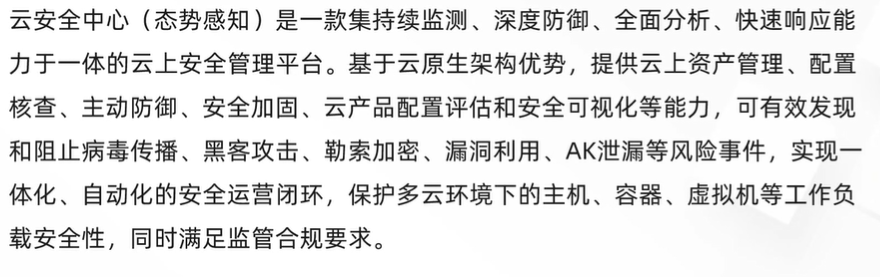 云安全中心（态势感知）是一款集持续监测、深度防御、全面分析、快速响应能
力于一体的云上安全管理平台。基于云原生架构优势，提供云上资产管理、配置
核查、主动防御、安全加固、云产品配置评估和安全可视化等能力，可有效发现
和阻止病毒传播、黑客攻击、勒索加密、漏洞利用、AK泄漏等风险事件，实现一
体化、自动化的安全运营闭环，保护多云环境下的主机、容器、虚拟机等工作负
载安全性，同时满足监管合规要求。